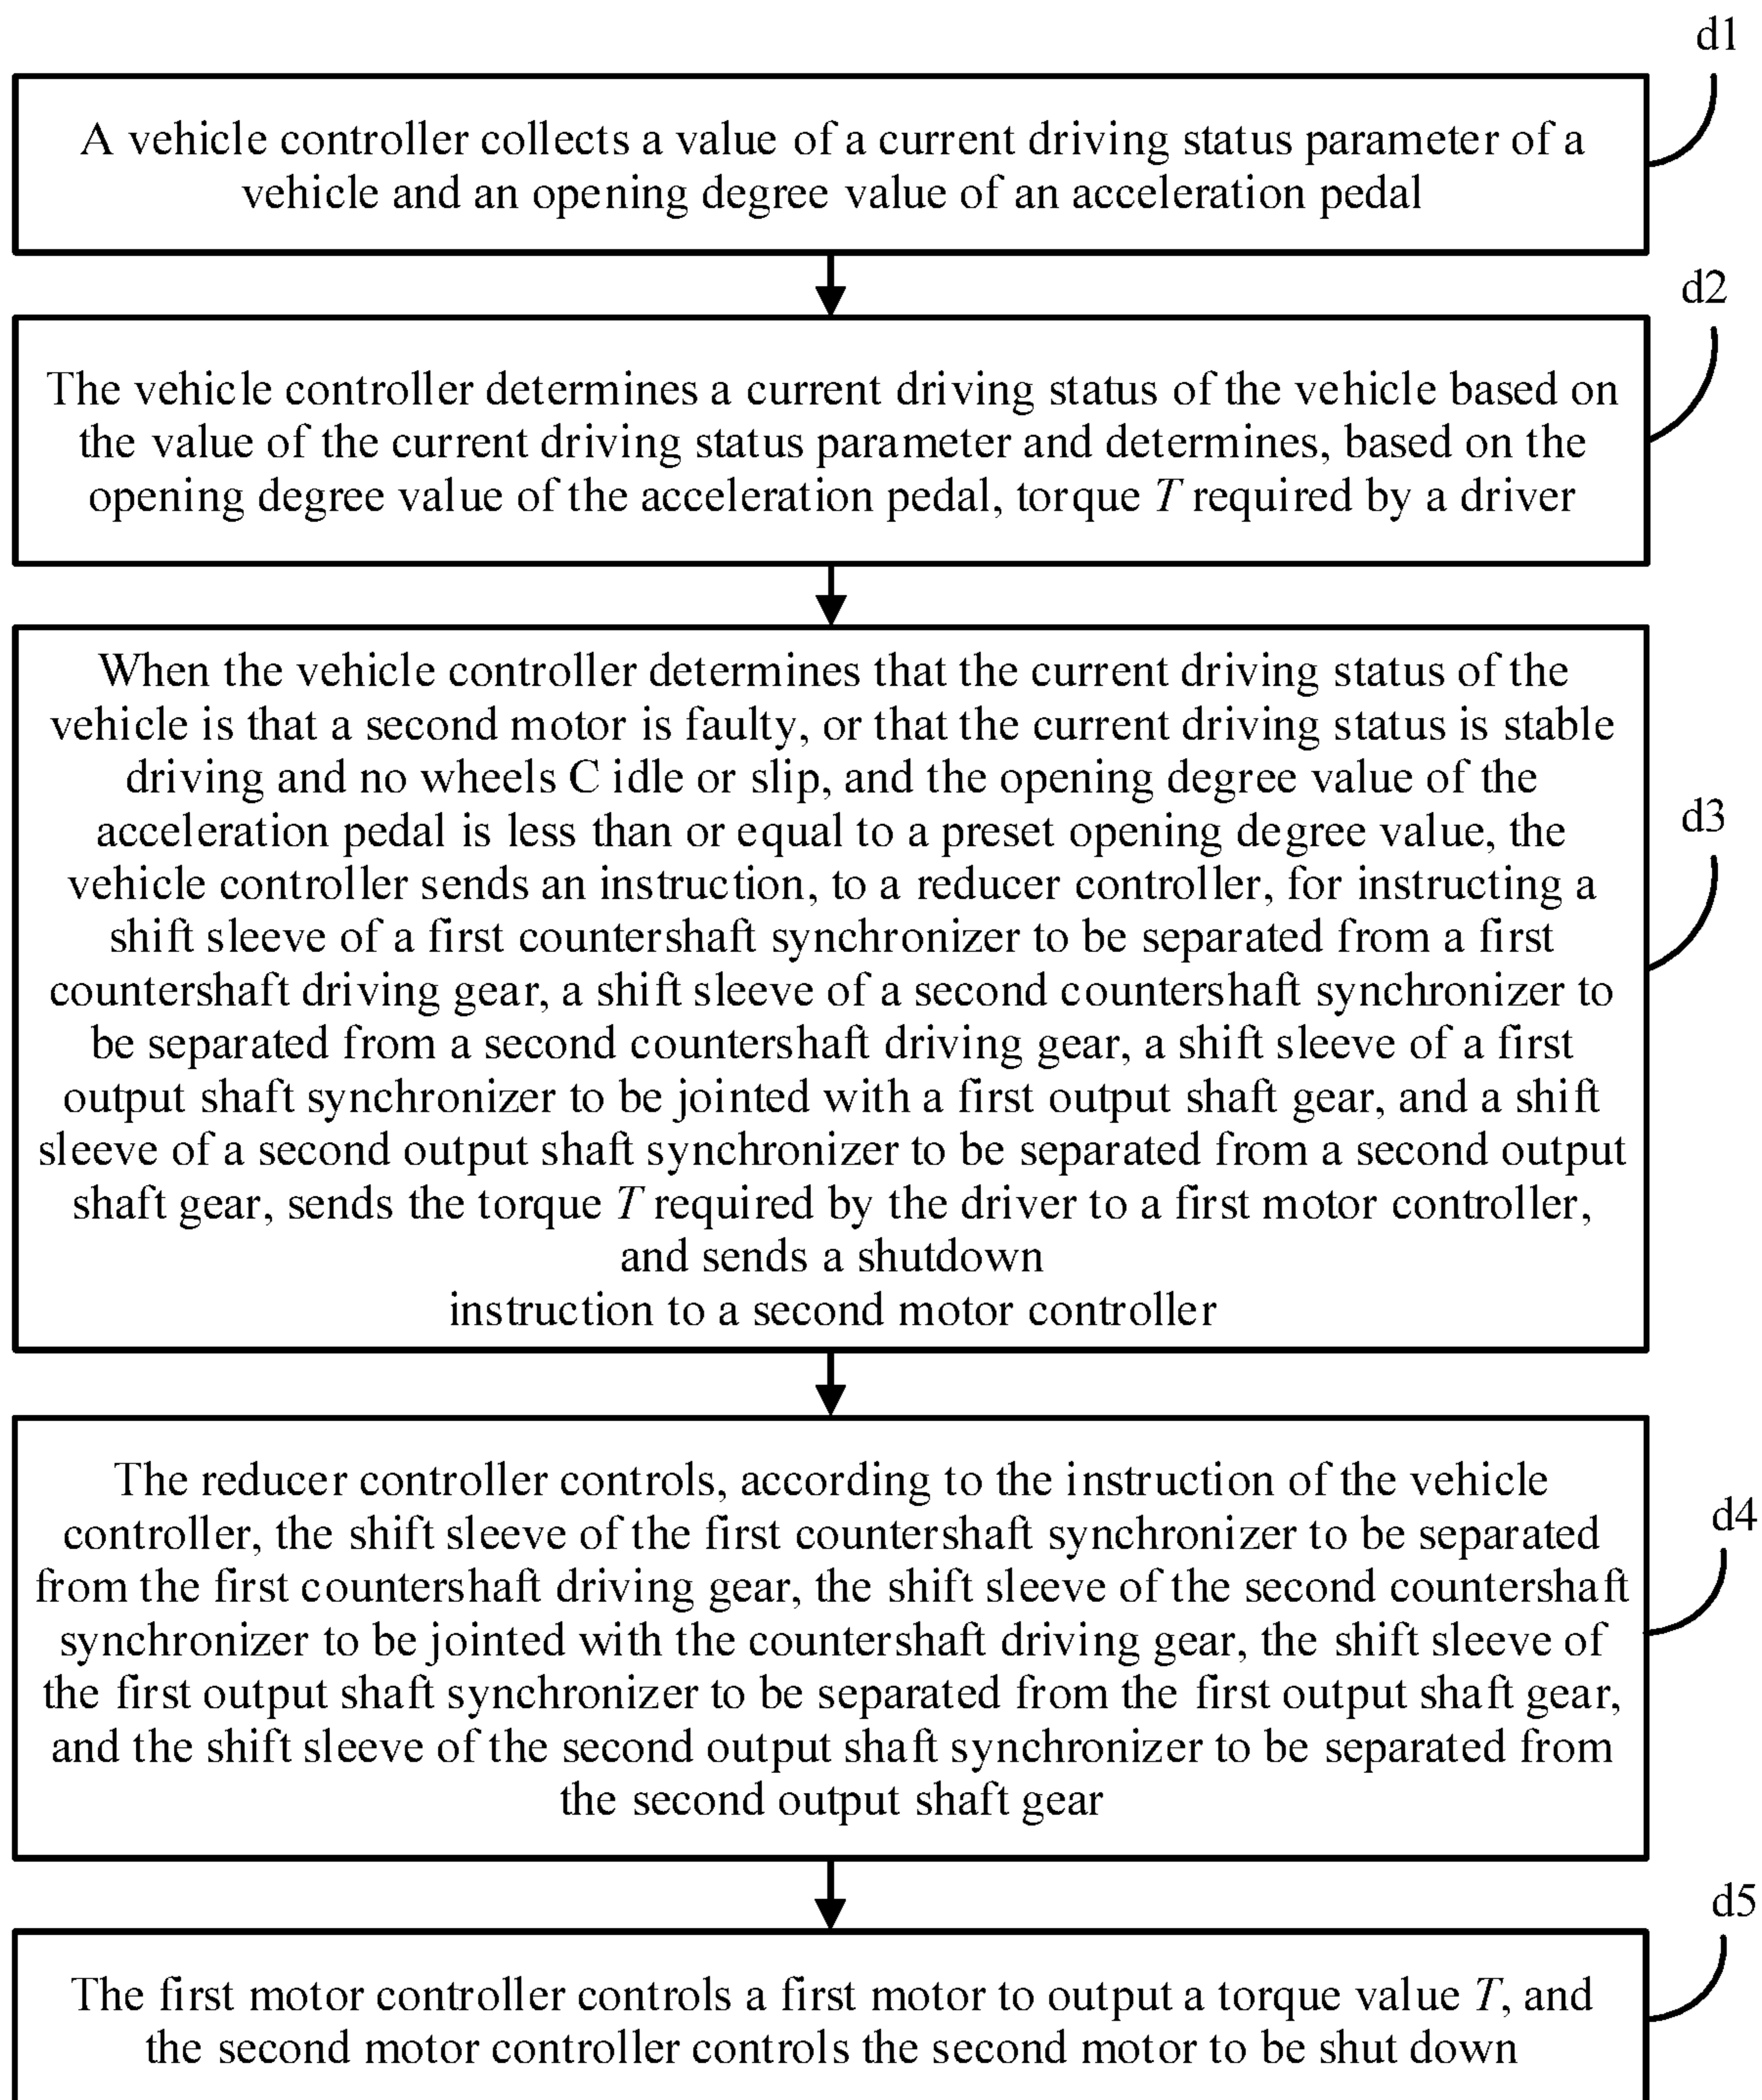 d1
A vehicle controller collects a value of a current driving status parameter of a
vehicle and an opening degree value of an acceleration pedal
d2
The vehicle controller determines a current driving status of the vehicle based on
the value of the current driving status parameter and determines, based on the
opening degree value of the acceleration pedal, torque T required by a driver
d3
When the vehicle controller determines that the current driving status of the
vehicle is that a second motor is faulty, or that the current driving status is stable
driving and no wheels C idle or slip, and the opening degree value of the
acceleration pedal is less than or equal to a preset opening degree value, the
vehicle controller sends an instruction, to a reducer controller, for instructing a
shift sleeve of a first countershaft synchronizer to be separated from a first
countershaft driving gear, a shift sleeve of a second countershaft synchronizer to
be separated from a second countershaft driving gear, a shift sleeve of a first
output shaft synchronizer to be jointed with a first output shaft gear, and a shift
sleeve of a second output shaft synchronizer to be separated from a second output
shaft gear, sends the torque T required by the driver to a first motor controller,
and sends a shutdown
instruction to a second motor controller
d4
The reducer controller controls, according to the instruction of the vehicle
controller, the shift sleeve of the first countershaft synchronizer to be separated
from the first countershaft driving gear, the shift sleeve of the second countershaft
synchronizer to be jointed with the countershaft driving gear, the shift sleeve of
the first output shaft synchronizer to be separated from the first output shaft gear,
and the shift sleeve of the second output shaft synchronizer to be separated from
the second output shaft gear
d5
The first motor controller controls a first motor to output a torque value T, and
the second motor controller controls the second motor to be shut down